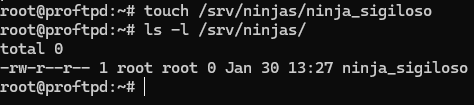 root@proftpd:~# touch /srv/ninjas/ninja_sigiloso
root@proftpd:~# ls -l /srv/ninjas/
total 0
-rw-r--r-- 1 root root 0 Jan 30 13:27 ninja_sigiloso
root@proftpd:~#